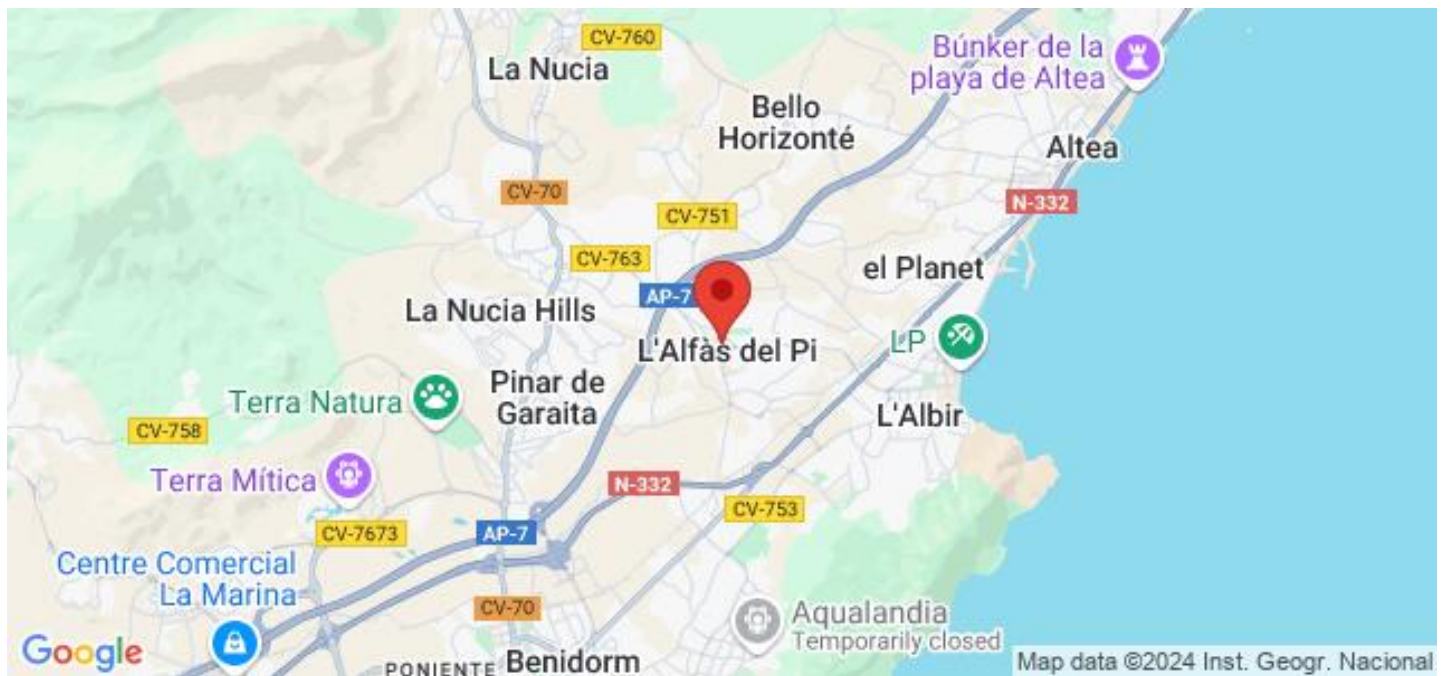 CV-760
La Nucia
Búnker de la
playa de Altea
Bello
Horizonté
Altea
CV-70
N-332
CV-751
CV-763
el Planet
AP-7
La Nucia Hills
L'Alfàs del Pi
LP
Pinar de
Garaita
Terra Natura
L'Albir
CV-758
Terra Mítica
N-332
CV-753
CV-7673
AP-7
Centre Comercial
La Marina
CV-70
Aqualandia
Temporarily closed
Google
PONIENTE
Benidorm
Map data ©2024 Inst. Geogr. Nacional